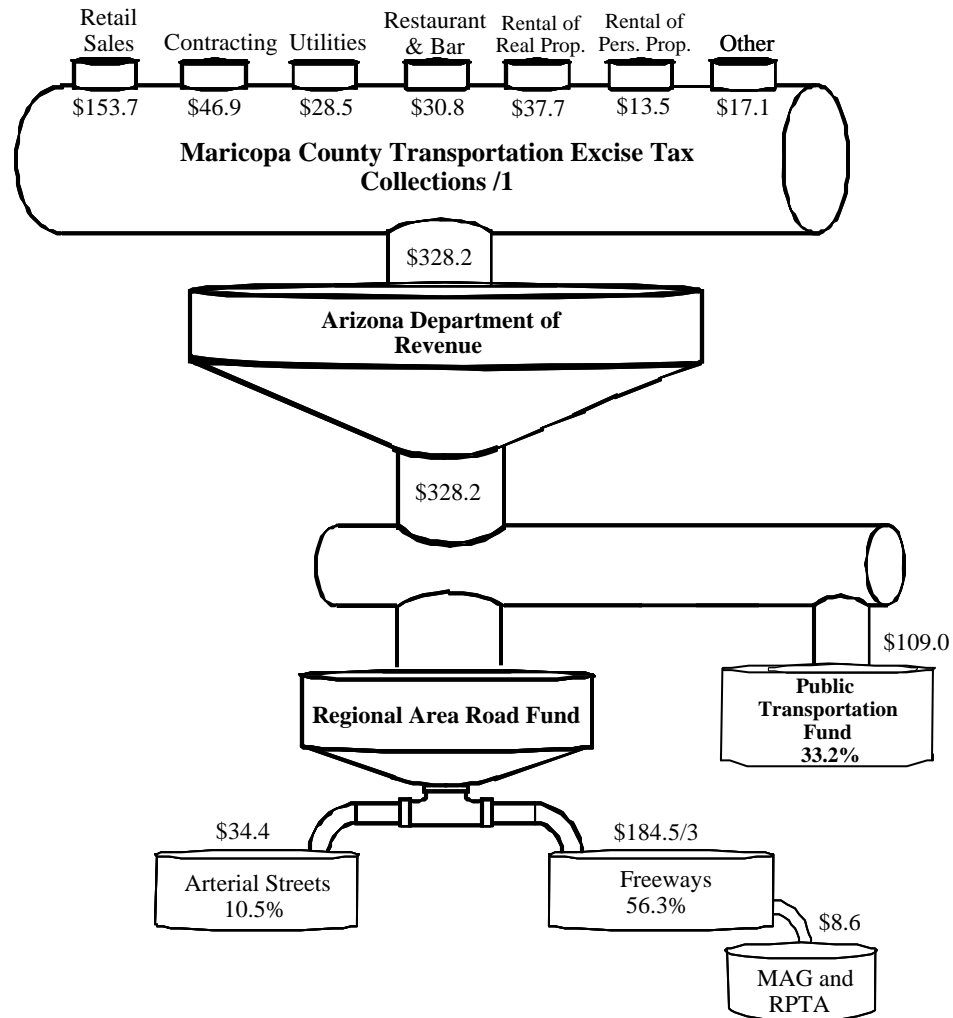 Retail
Sales
Contracting
Utilities
Restaurant
& Bar
Rental of
Real Prop.
Rental of
Pers. Prop.
Other
$153.7
$46.9
$28.5
$30.8
$37.7
$13.5
$17.1
Maricopa County Transportation Excise Tax
Collections /1
$328.2
Arizona Department of
Revenue
$328.2
$109.0
Public
Transportation
Fund
33.2%
Regional Area Road Fund
$34.4
Arterial Streets
10.5%
$184.5/3
Freeways
56.3%
$8.6
MAG and
RPTA